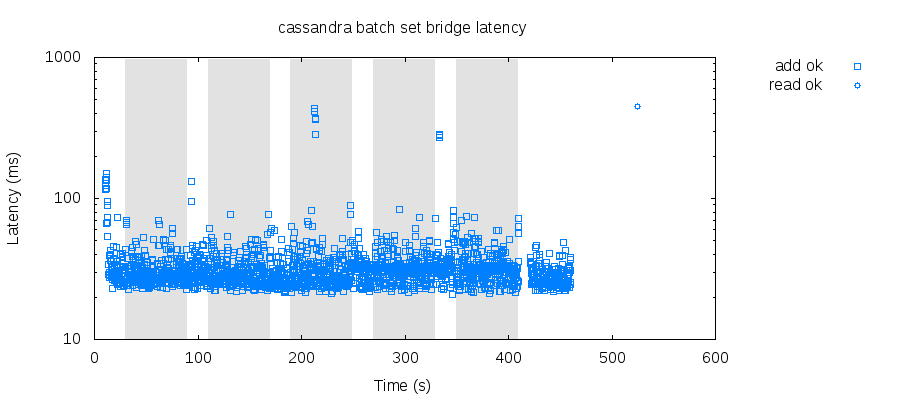 cassandra batch set bridge latency
1000
100
10
Latency (ms)
0 100 200 300 400 500 600
Time (s)
add ok
read ok